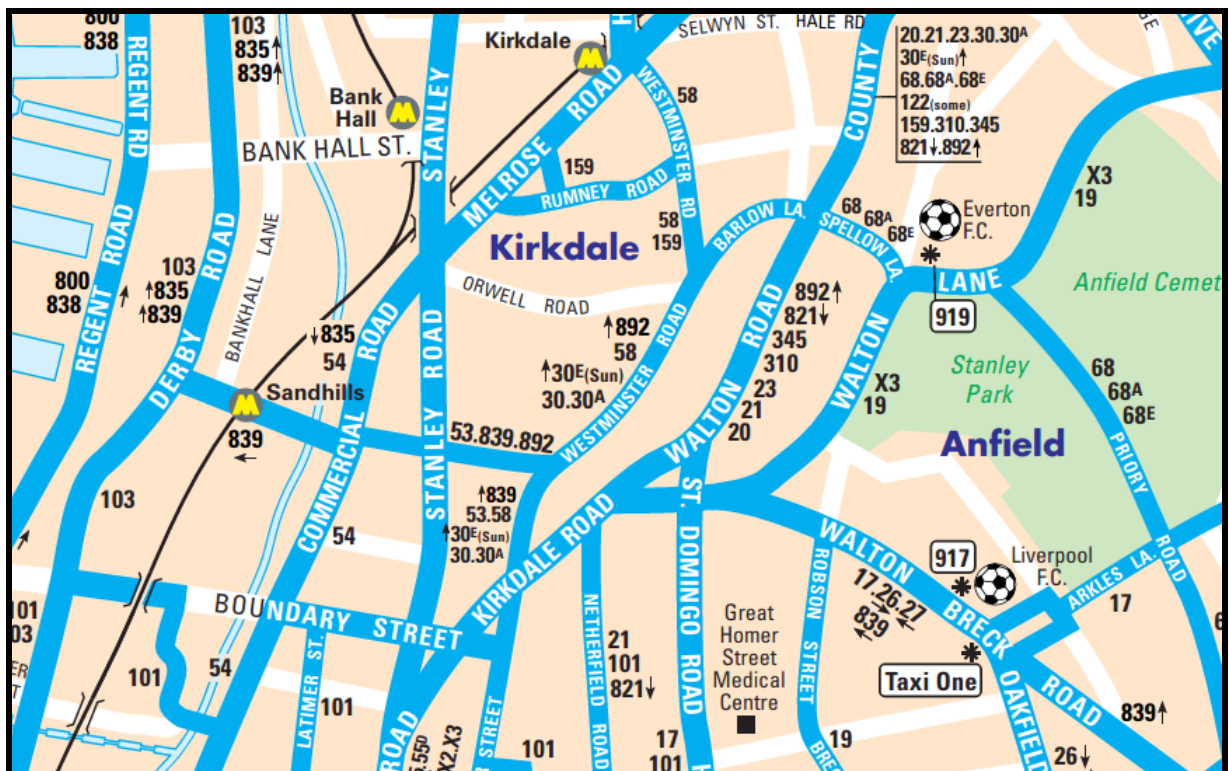 800
838
REGENT RD
103
835↑
839↑
STANLEY
Kirkdale
SELWYN ST.
HALE RD
COUNTY
20.21.23.30.30A
30E(Sun)↑
68.68A.68E
122(some)
159.310.345
821↓.892↑
Bank
Hall
BANK HALL ST.
MELROSE ROAD
WESTMINSTER RD
58
159
RUMNEY ROAD
58
159
BARLOW LA.
SPELLOW LA.
68
68A
68E
Everton
F.C.
X3
19
REGENT ROAD
800
838
103
↑835
↑839
DERBY ROAD
BANKHALL LANE
Kirkdale
ORWELL ROAD
LANE
919
Anfield Cemet
↓835
54
COMMERCIAL ROAD
STANLEY ROAD
↑892
58
↑30E(Sun)
30.30A
WESTMINSTER ROAD
892↑
821↓
345
310
23
21
20
WALTON ROAD
WALTON
X3
19
Stanley
Park
68
68A
68E
PRIORY ROAD
Anfield
Sandhills
839
←
53.839.892
↑839
53.58
↑30E(Sun)
30.30A
103
54
KIRKDALE ROAD
ST. DOMINGO ROAD
WALTON BRECK ROAD
917
Liverpool
F.C.
ARKLES LA.
17
ROBSON STREET
17.26.27
839
Taxi One
OAKFIELD
BOUNDARY STREET
NETHERFIELD ROAD
21
101
821↓
Great
Homer
Street
Medical
Centre
101
03
101
54
LATIMER ST.
101
ROAD
.55D
X2.X3
STREET
101
17
101
19
BRE
839↑
26↓